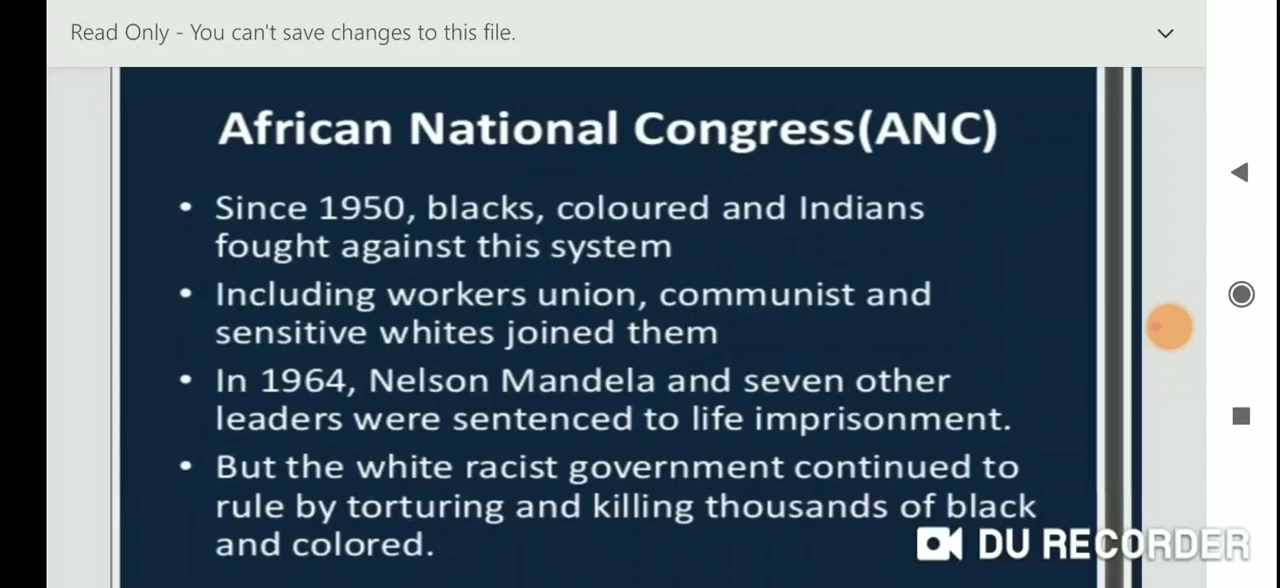 Read Only - You can't save changes to this file.
African National Congress(ANC)
• Since 1950, blacks, coloured and Indians
fought against this system
• Including workers union, communist and
sensitive whites joined them
• In 1964, Nelson Mandela and seven other
leaders were sentenced to life imprisonment.
• But the white racist government continued to
rule by torturing and killing thousands of black
and colored.
DU RECORDER